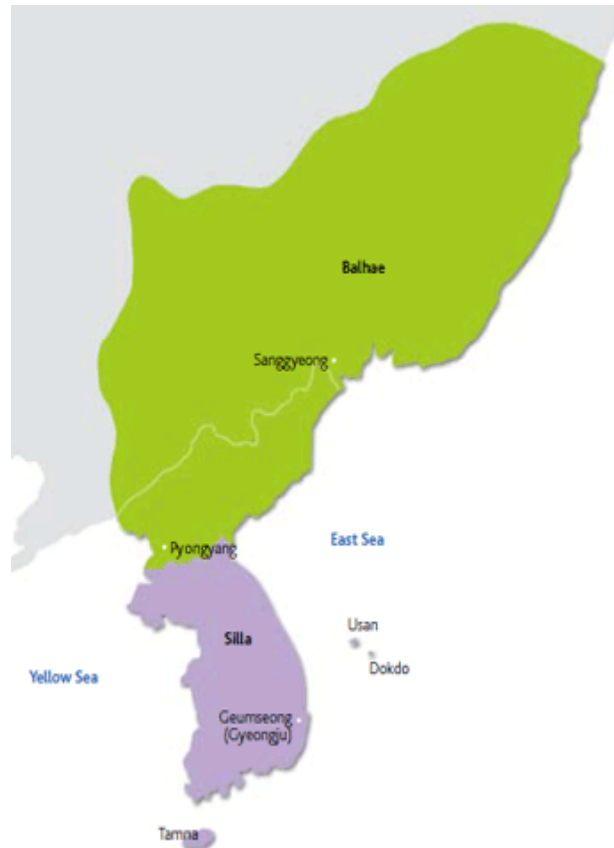 Balhae
Sanggyeong
Pyongyang
East Sea
Usan
Silla
Dokdo
Yellow Sea
Geumseong
(Gyeongju)
Tamna